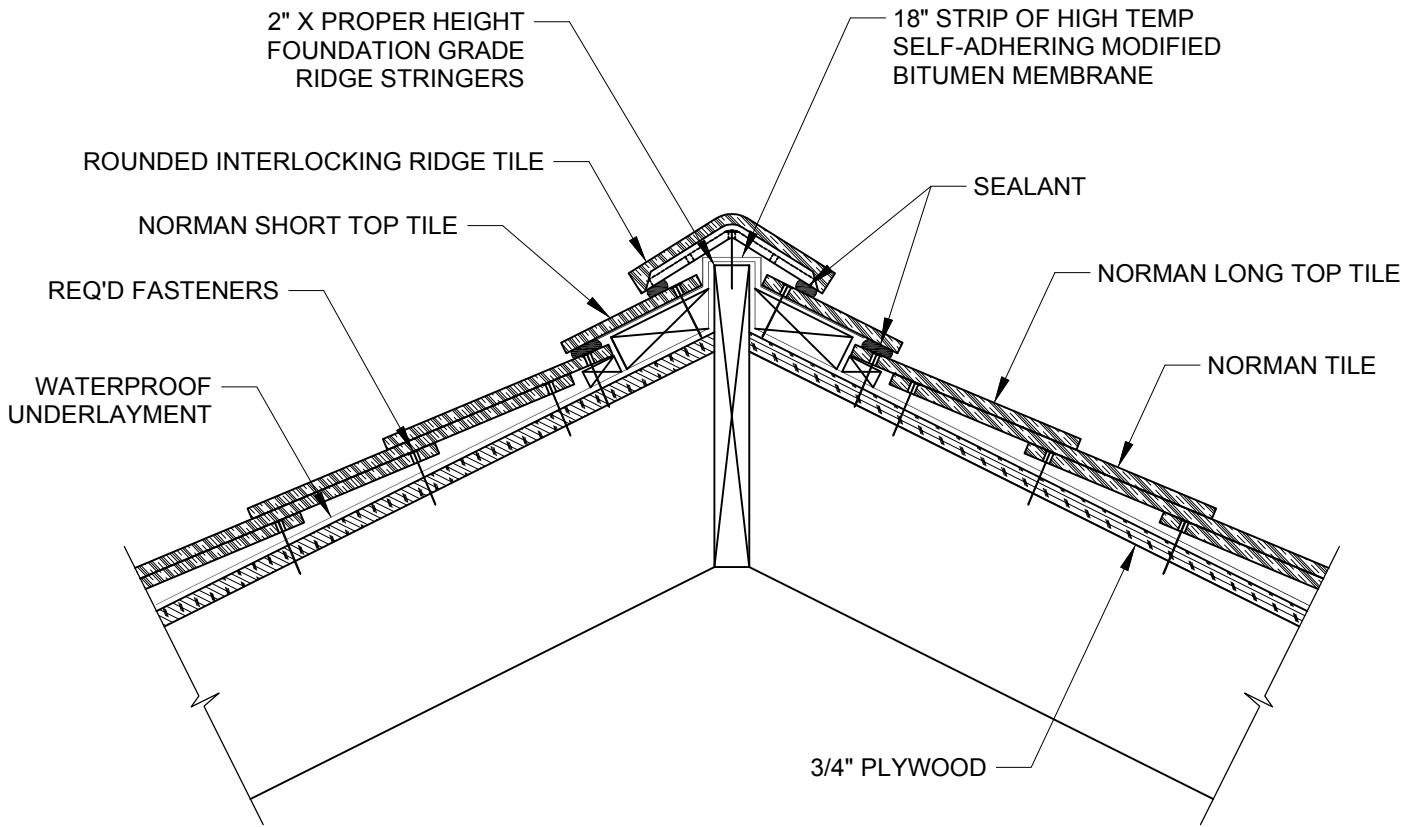 2" X PROPER HEIGHT
FOUNDATION GRADE
RIDGE STRINGERS
18" STRIP OF HIGH TEMP
SELF-ADHERING MODIFIED
BITUMEN MEMBRANE
ROUNDED INTERLOCKING RIDGE TILE
SEALANT
NORMAN SHORT TOP TILE
NORMAN LONG TOP TILE
REQ'D FASTENERS
NORMAN TILE
WATERPROOF
UNDERLAYMENT
3/4" PLYWOOD